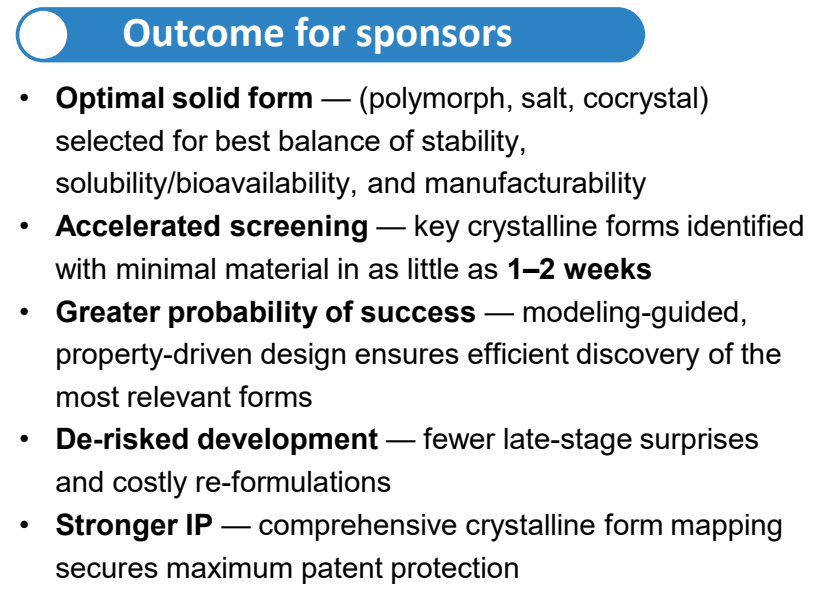 Outcome for sponsors
• Optimal solid form — (polymorph, salt, cocrystal)
selected for best balance of stability,
solubility/bioavailability, and manufacturability
• Accelerated screening — key crystalline forms identified
with minimal material in as little as 1–2 weeks
• Greater probability of success — modeling-guided,
property-driven design ensures efficient discovery of the
most relevant forms
• De-risked development — fewer late-stage surprises
and costly re-formulations
• Stronger IP — comprehensive crystalline form mapping
secures maximum patent protection